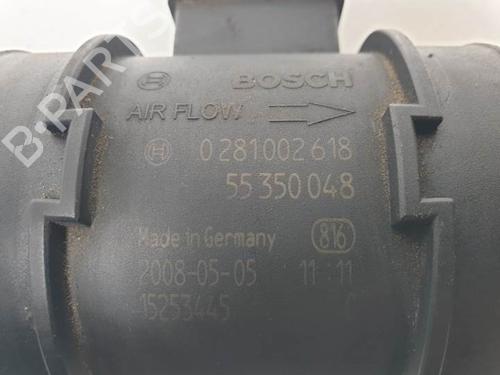 BOSCH
AIR FLOW
0 281 002 618
55 350 048
Made in Germany 816
2008-05-05 11:11
15253445 C
B-PARTS